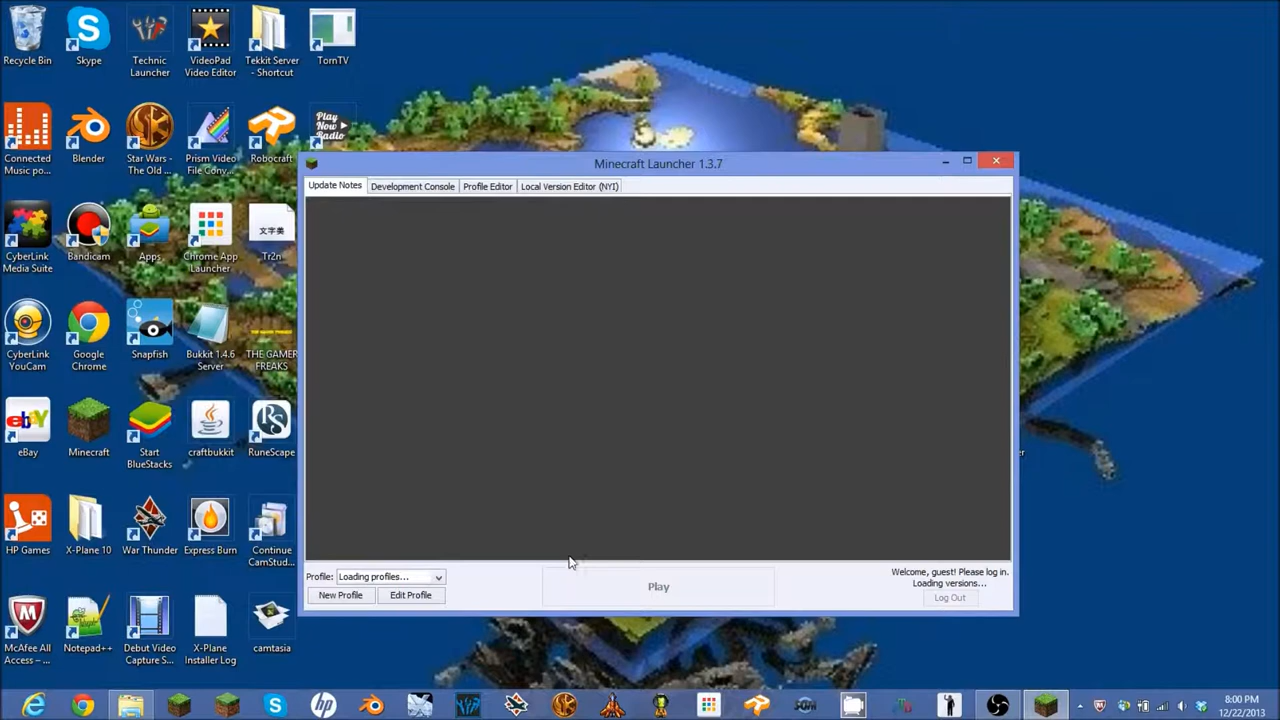 Recycle Bin
Skype
Technic Launcher
VideoPad Video Editor
Tekkit Server - Shortcut
TornTV
Connected Music po...
Blender
Star Wars - The Old ...
Prism Video File Conv...
Robocraft
Play Now Radio
CyberLink Media Suite
Bandicam
Apps
Chrome App Launcher
文字美
Tr2n
CyberLink YouCam
Google Chrome
Snapfish
Bukkit 1.4.6 Server
THE GAMER FREAKS
ebY
eBay
Minecraft
Start BlueStacks
craftbukkit
RS
RuneScape
HP Games
X-Plane 10
War Thunder
Express Burn
Continue CamStud...
McAfee All Access – ...
Notepad++
Debut Video Capture S...
X-Plane Installer Log
camtasia
Minecraft Launcher 1.3.7
Update Notes
Development Console
Profile Editor
Local Version Editor (NYI)
Profile:
Loading profiles...
New Profile
Edit Profile
Play
Welcome, guest! Please log in.
Loading versions...
Log Out
hp
8:00 PM
12/22/2013